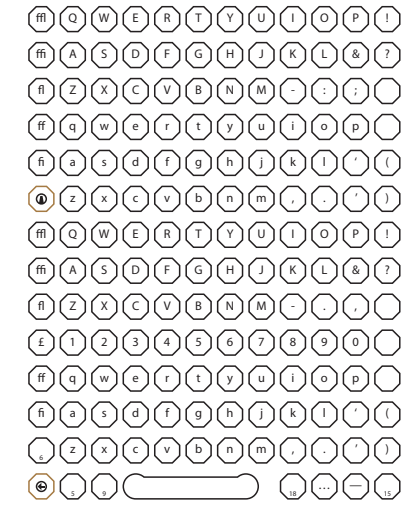 ffl Q W E R T Y U I O P !
ffi A S D F G H J K L & ?
fl Z X C V B N M - : ;
ff q w e r t y u i o p
fi a s d f g h j k l ‘ (
z x c v b n m , . ’ )
ffl Q W E R T Y U I O P !
ffi A S D F G H J K L & ?
fl Z X C V B N M - . ,
£ 1 2 3 4 5 6 7 8 9 0
ff q w e r t y u i o p
fi a s d f g h j k l ‘ (
6 z x c v b n m , . ’ )
5 9 18 … — 15